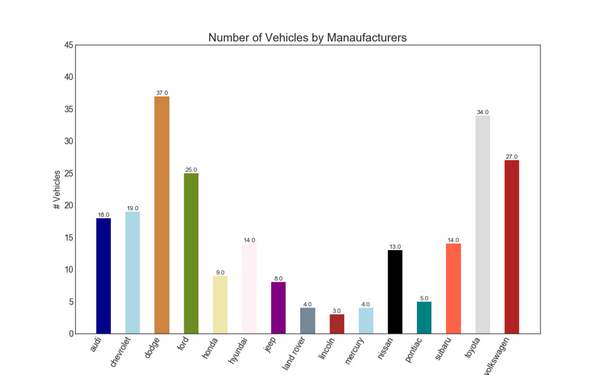 Number of Vehicles by Manaufacturers
# Vehicles
45
40
35
30
25
20
15
10
5
0
18.0
19.0
37.0
25.0
9.0
14.0
8.0
4.0
3.0
4.0
13.0
5.0
14.0
34.0
27.0
audi
chevrolet
dodge
ford
honda
hyundai
jeep
land rover
lincoln
mercury
nissan
pontiac
subaru
toyota
volkswagen